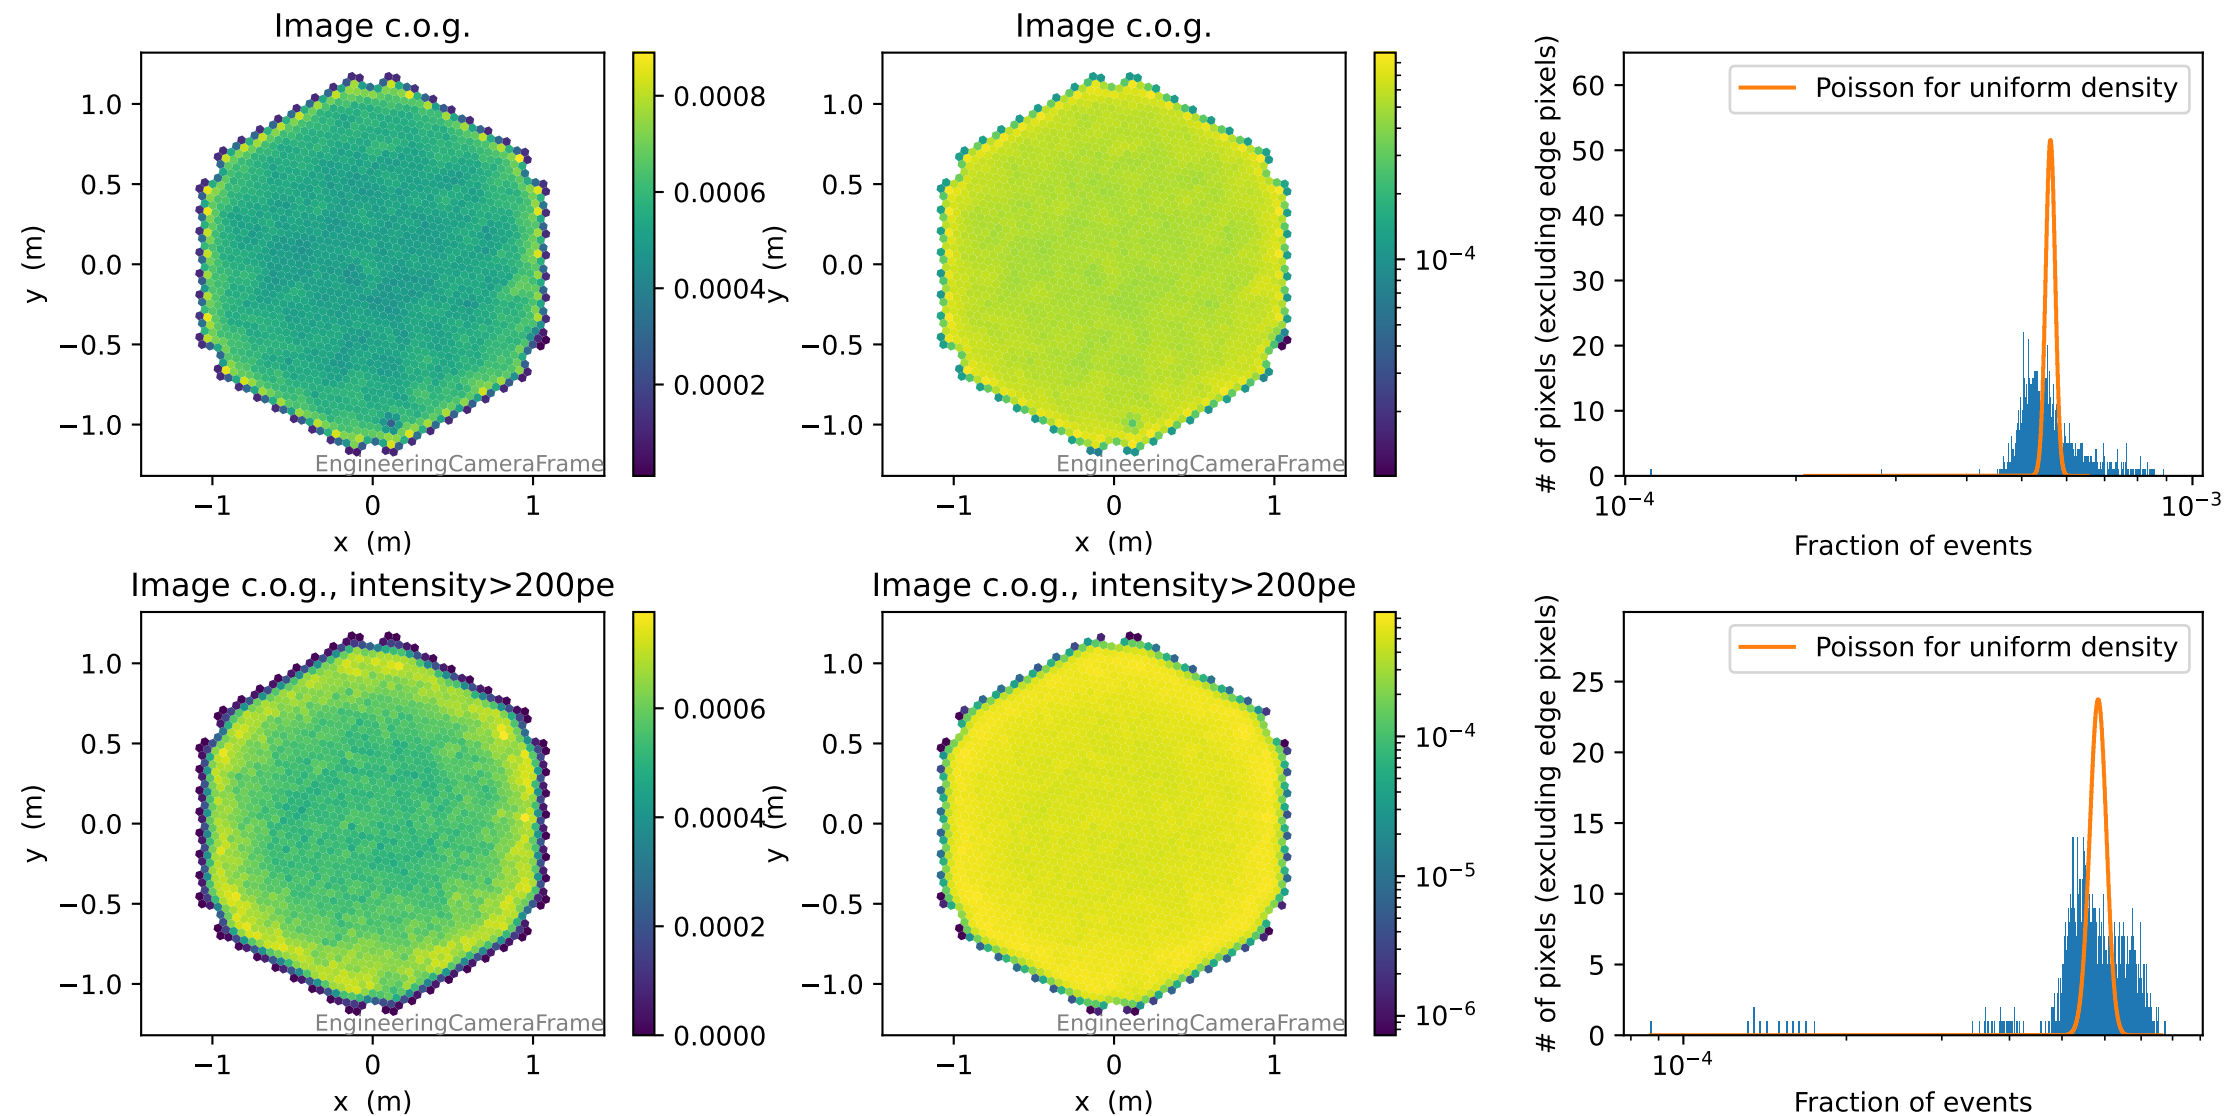 Image c.o.g.
1.0
0.5
0.0
−0.5
−1.0
y (m)
−1
0
1
x (m)
EngineeringCameraFrame
0.0008
0.0006
0.0004
0.0002
Image c.o.g.
1.0
0.5
0.0
−0.5
−1.0
y (m)
−1
0
1
x (m)
EngineeringCameraFrame
10⁻⁴
# of pixels (excluding edge pixels)
60
50
40
30
20
10
0
Poisson for uniform density
10⁻⁴
10⁻³
Fraction of events
Image c.o.g., intensity>200pe
1.0
0.5
0.0
−0.5
−1.0
y (m)
−1
0
1
x (m)
EngineeringCameraFrame
0.0006
0.0004
0.0002
0.0000
Image c.o.g., intensity>200pe
1.0
0.5
0.0
−0.5
−1.0
y (m)
−1
0
1
x (m)
EngineeringCameraFrame
10⁻⁴
10⁻⁵
10⁻⁶
# of pixels (excluding edge pixels)
25
20
15
10
5
0
Poisson for uniform density
10⁻⁴
Fraction of events